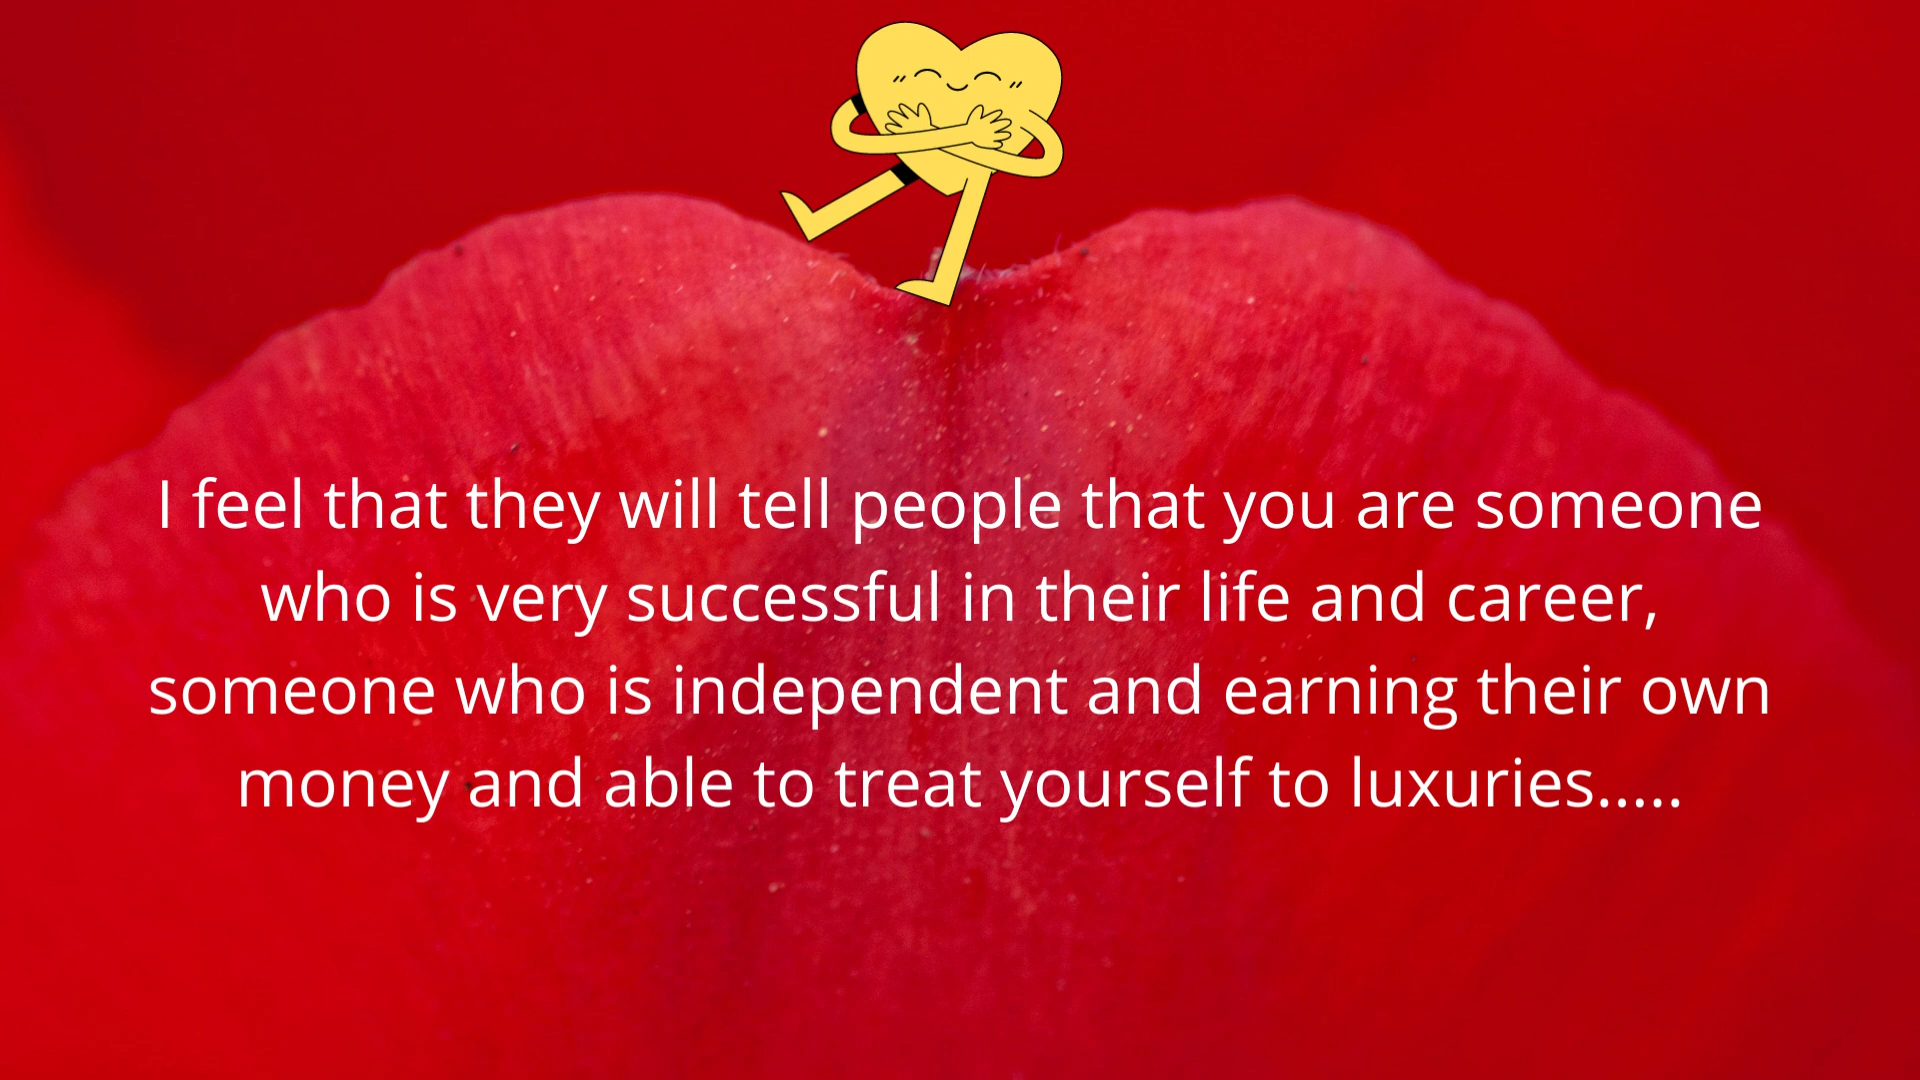 I feel that they will tell people that you are someone
who is very successful in their life and career,
someone who is independent and earning their own
money and able to treat yourself to luxuries.....